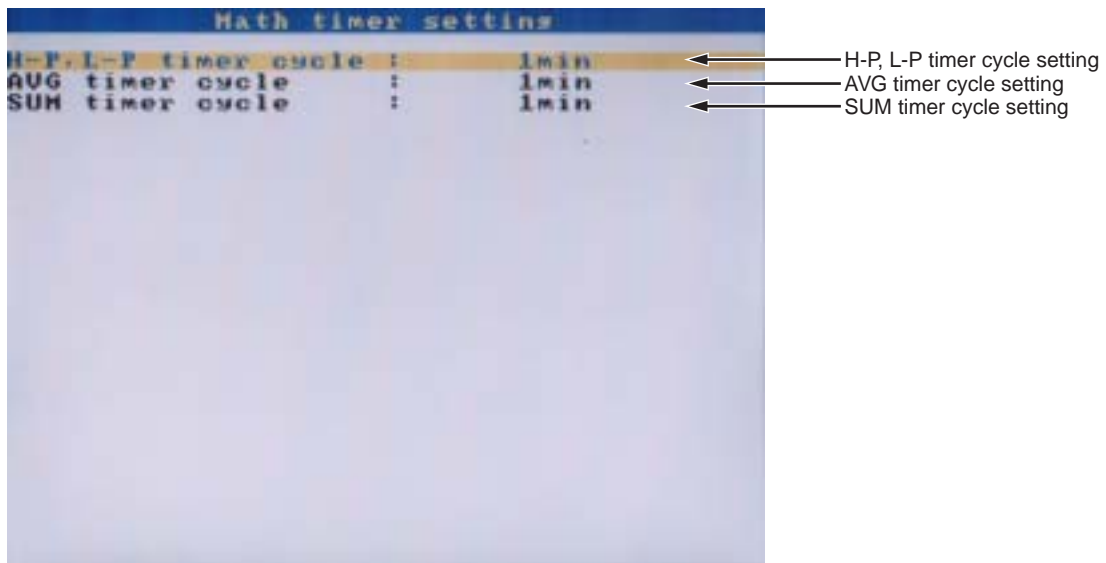 Math timer setting
H-P, L-P timer cycle : 1min H-P, L-P timer cycle setting
AVG timer cycle : 1min AVG timer cycle setting
SUM timer cycle : 1min SUM timer cycle setting